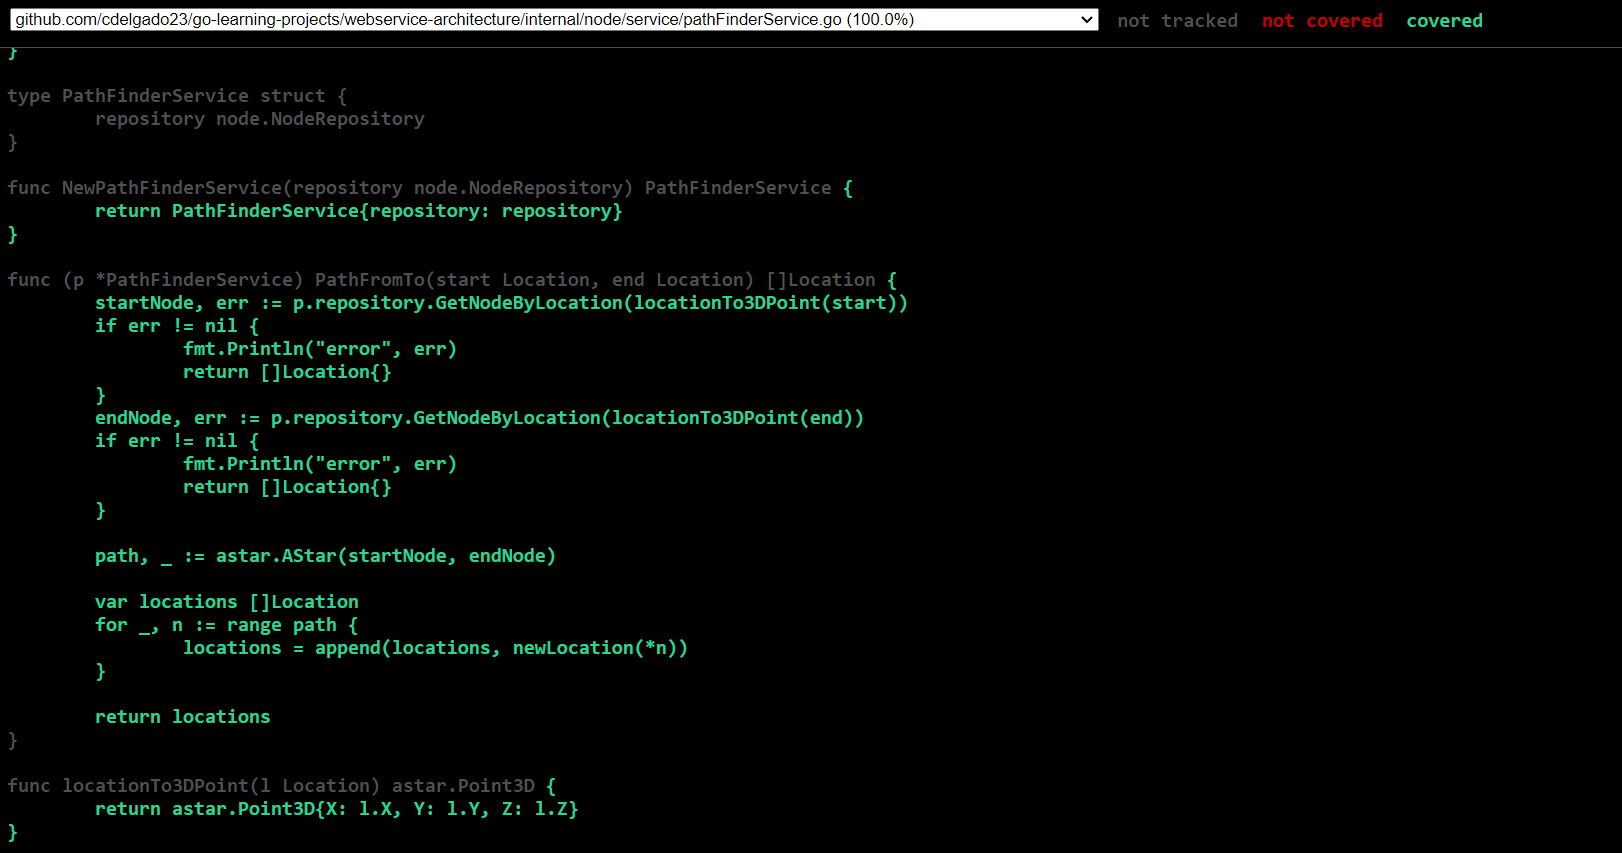 github.com/cdelgado23/go-learning-projects/webservice-architecture/internal/node/service/pathFinderService.go (100.0%) not tracked not covered covered
}
type PathFinderService struct {
        repository node.NodeRepository
}
func NewPathFinderService(repository node.NodeRepository) PathFinderService {
        return PathFinderService{repository: repository}
}
func (p *PathFinderService) PathFromTo(start Location, end Location) []Location {
        startNode, err := p.repository.GetNodeByLocation(locationTo3DPoint(start))
        if err != nil {
                fmt.Println("error", err)
                return []Location{}
        }
        endNode, err := p.repository.GetNodeByLocation(locationTo3DPoint(end))
        if err != nil {
                fmt.Println("error", err)
                return []Location{}
        }
        path, _ := astar.AStar(startNode, endNode)
        var locations []Location
        for _, n := range path {
                locations = append(locations, newLocation(*n))
        }
        return locations
}
func locationTo3DPoint(l Location) astar.Point3D {
        return astar.Point3D{X: l.X, Y: l.Y, Z: l.Z}
}